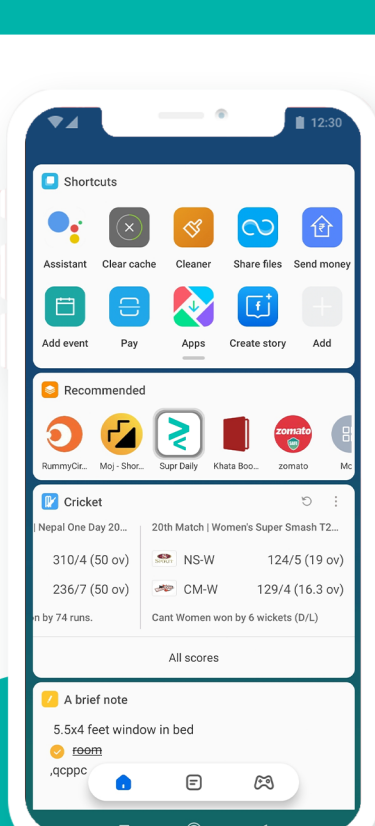 12:30
Shortcuts
Assistant Clear cache Cleaner Share files Send money
Add event Pay Apps Create story Add
Recommended
zomato
RummyCir... Moj - Shor... Supr Daily Khata Boo... zomato Mo
Cricket
| Nepal One Day 20... 20th Match | Women's Super Smash T2...
310/4 (50 ov) NS-W 124/5 (19 ov)
236/7 (50 ov) CM-W 129/4 (16.3 ov)
n by 74 runs. Cant Women won by 6 wickets (D/L)
All scores
A brief note
5.5x4 feet window in bed
room
,qcppc